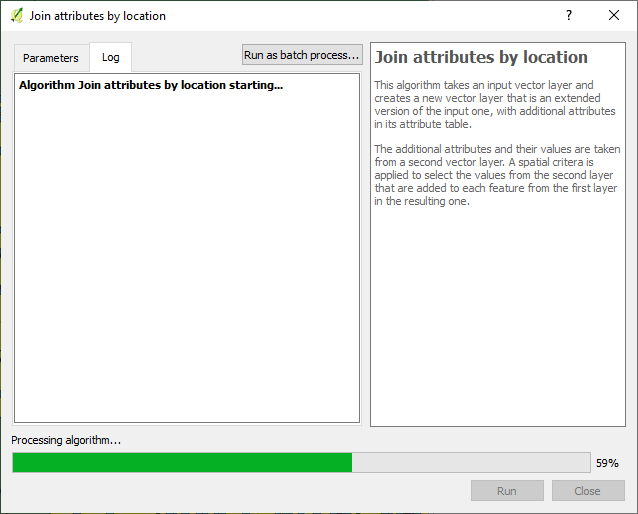 Join attributes by location
?
Parameters
Log
Run as batch process...
Algorithm Join attributes by location starting...
Join attributes by location
This algorithm takes an input vector layer and
creates a new vector layer that is an extended
version of the input one, with additional attributes
in its attribute table.
The additional attributes and their values are taken
from a second vector layer. A spatial critera is
applied to select the values from the second layer
that are added to each feature from the first layer
in the resulting one.
Processing algorithm...
59%
Run
Close